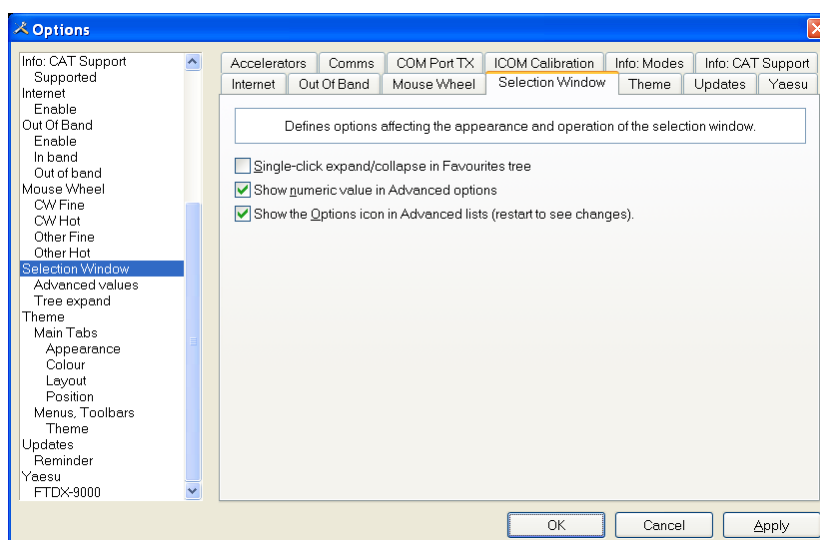 Options
Info: CAT Support
Supported
Internet
Enable
Out Of Band
Enable
In band
Out of band
Mouse Wheel
CW Fine
CW Hot
Other Fine
Other Hot
Selection Window
Advanced values
Tree expand
Theme
Main Tabs
Appearance
Colour
Layout
Position
Menus, Toolbars
Theme
Updates
Reminder
Yaesu
FTDX-9000
Accelerators Comms COM Port TX ICOM Calibration Info: Modes Info: CAT Support
Internet Out Of Band Mouse Wheel Selection Window Theme Updates Yaesu
Defines options affecting the appearance and operation of the selection window.
Single-click expand/collapse in Favourites tree
Show numeric value in Advanced options
Show the Options icon in Advanced lists (restart to see changes).
OK Cancel Apply